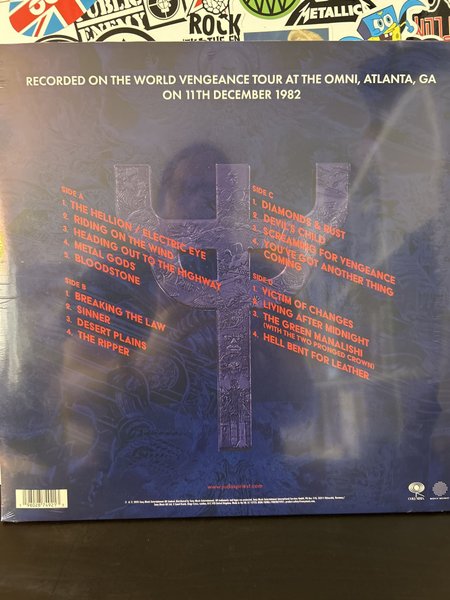 PUBLIC
ENEMY
ROCK
METALLICA
RECORDED ON THE WORLD VENGEANCE TOUR AT THE OMNI, ATLANTA, GA
ON 11TH DECEMBER 1982
SIDE A
1. THE HELLION / ELECTRIC EYE
2. RIDING ON THE WIND
3. HEADING OUT TO THE HIGHWAY
4. METAL GODS
5. BLOODSTONE
SIDE B
1. BREAKING THE LAW
2. SINNER
3. DESERT PLAINS
4. THE RIPPER
SIDE C
1. DIAMONDS & RUST
2. DEVIL'S CHILD
3. SCREAMING FOR VENGEANCE
4. YOU'VE GOT ANOTHER THING
COMING
SIDE D
1. VICTIM OF CHANGES
2. LIVING AFTER MIDNIGHT
3. THE GREEN MANALISHI
(WITH THE TWO PRONGED CROWN)
4. HELL BENT FOR LEATHER
www.judaspriest.com
COLUMBIA